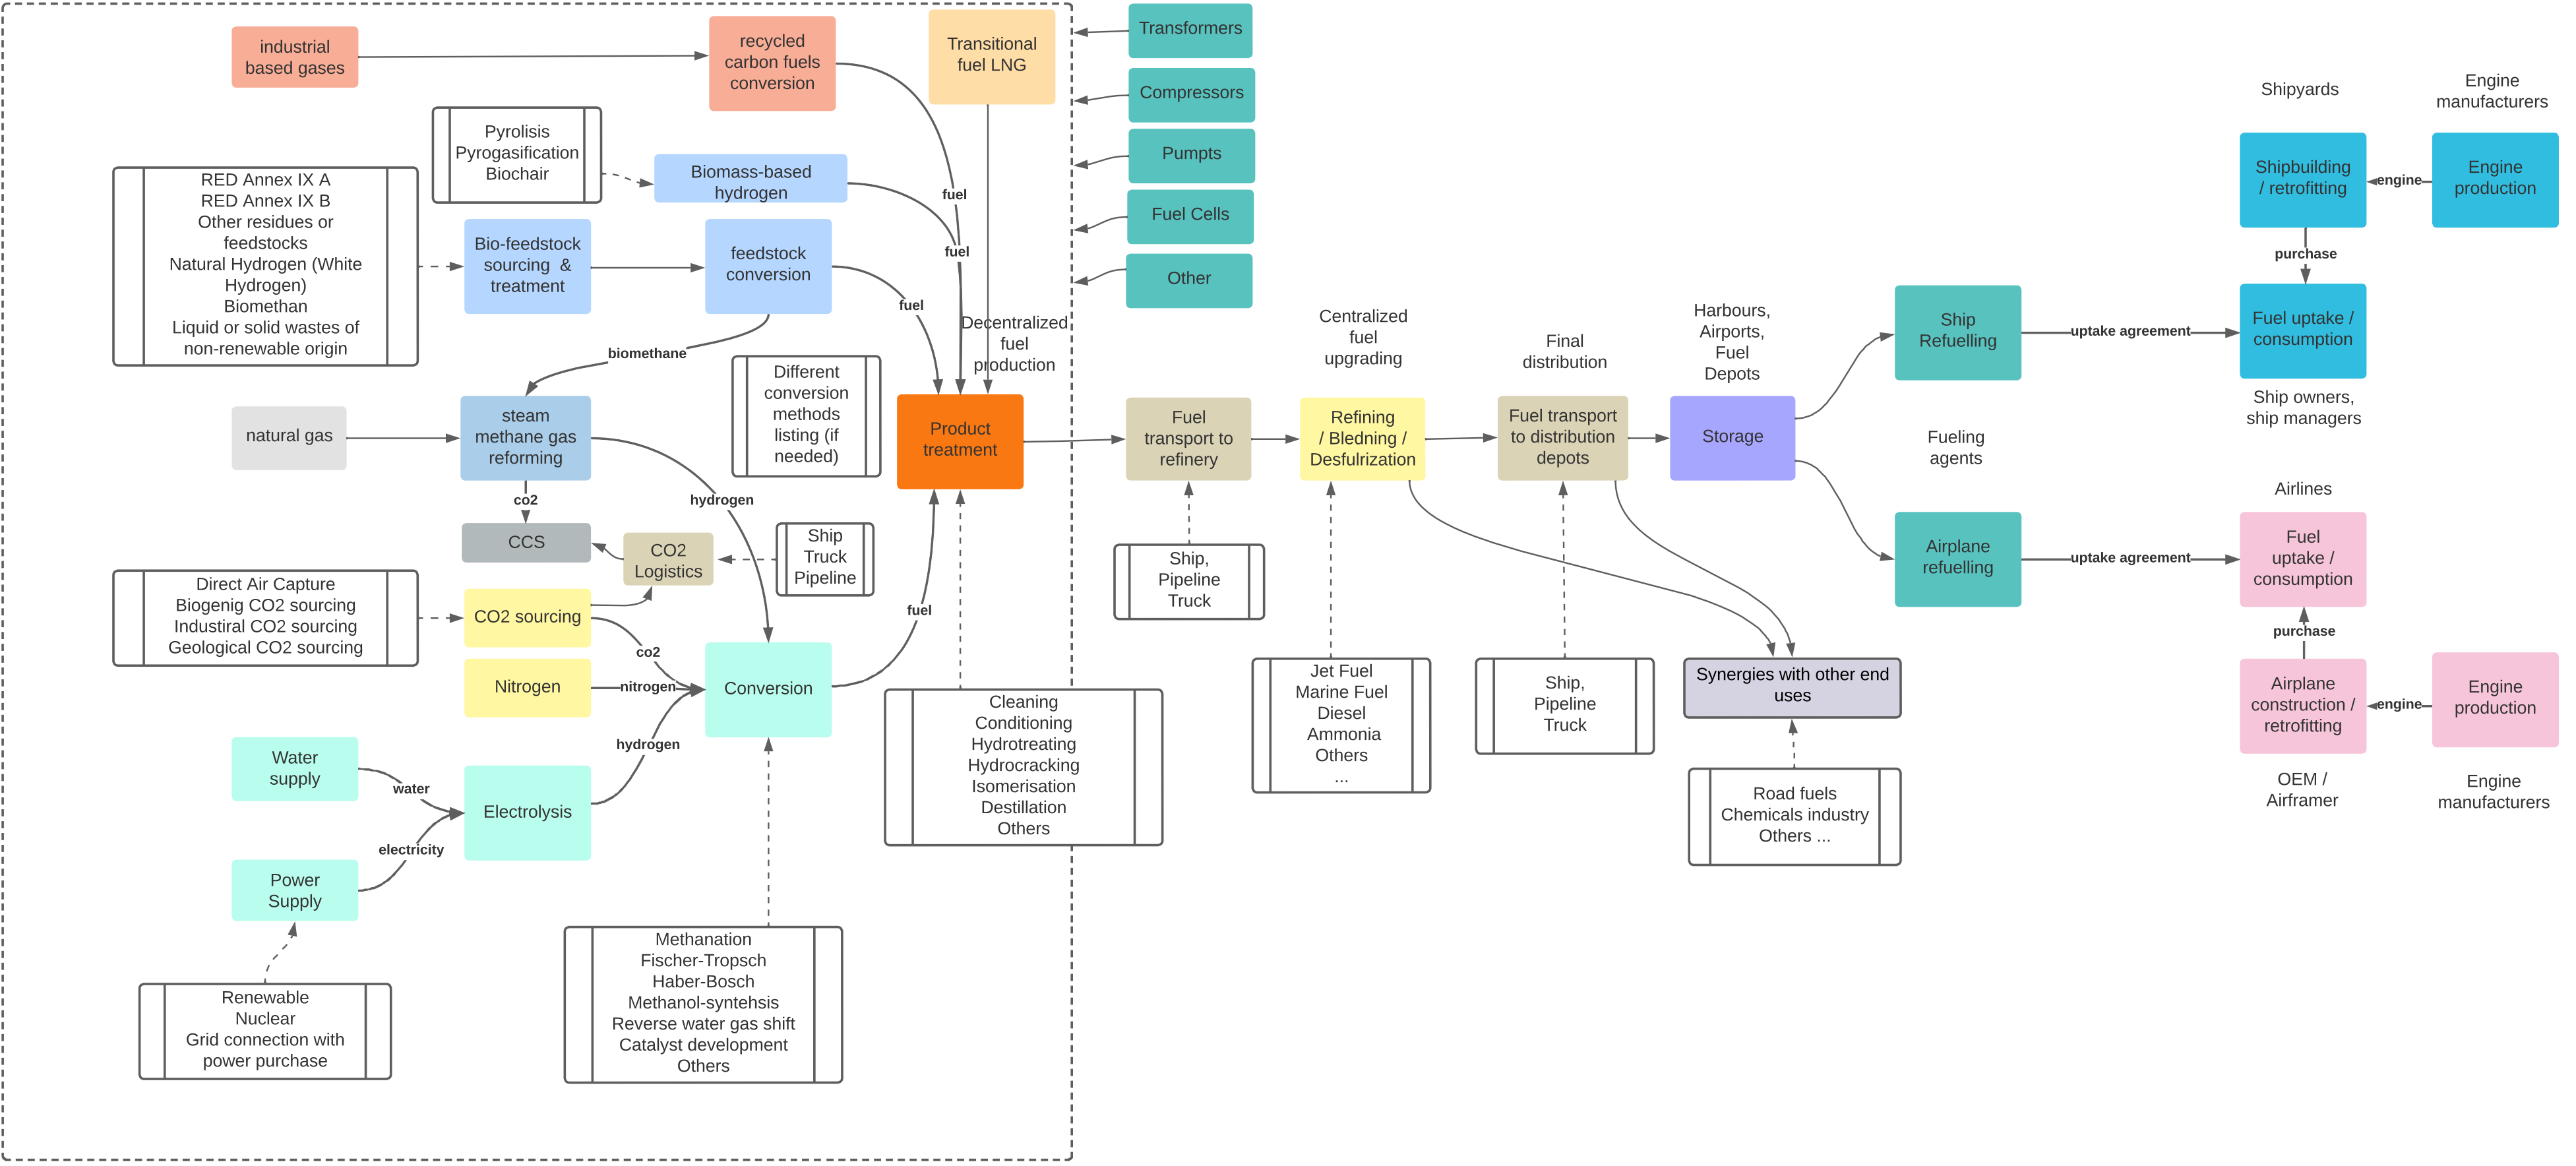 industrial
based gases
recycled
carbon fuels
conversion
Transitional
fuel LNG
Transformers
Compressors
Pumpts
Fuel Cells
Other
Pyrolisis
Pyrogasification
Biochair
Biomass-based
hydrogen
fuel
fuel
RED Annex IX A
RED Annex IX B
Other residues or
feedstocks
Natural Hydrogen (White
Hydrogen)
Biomethan
Liquid or solid wastes of
non-renewable origin
Bio-feedstock
sourcing &
treatment
feedstock
conversion
fuel
biomethane
Decentralized
fuel
production
Different
conversion
methods
listing (if
needed)
natural gas
steam
methane gas
reforming
hydrogen
co2
CCS
CO2
Logistics
Ship
Truck
Pipeline
Product
treatment
Direct Air Capture
Biogenig CO2 sourcing
Industiral CO2 sourcing
Geological CO2 sourcing
CO2 sourcing
co2
Nitrogen
nitrogen
Conversion
fuel
hydrogen
Water
supply
water
Electrolysis
electricity
Power
Supply
Renewable
Nuclear
Grid connection with
power purchase
Methanation
Fischer-Tropsch
Haber-Bosch
Methanol-syntehsis
Reverse water gas shift
Catalyst development
Others
Cleaning
Conditioning
Hydrotreating
Hydrocracking
Isomerisation
Destillation
Others
Fuel
transport to
refinery
Ship,
Pipeline
Truck
Centralized
fuel
upgrading
Refining
/ Bledning /
Desfulrization
Jet Fuel
Marine Fuel
Diesel
Ammonia
Others
...
Final
distribution
Fuel transport
to distribution
depots
Ship,
Pipeline
Truck
Harbours,
Airports,
Fuel
Depots
Storage
Synergies with other end
uses
Road fuels
Chemicals industry
Others ...
Ship
Refuelling
Fueling
agents
Airplane
refuelling
uptake agreement
uptake agreement
Shipyards
Engine
manufacturers
Shipbuilding
/ retrofitting
engine
Engine
production
purchase
Fuel uptake /
consumption
Ship owners,
ship managers
Airlines
Fuel
uptake /
consumption
purchase
Airplane
construction /
retrofitting
engine
Engine
production
OEM /
Airframer
Engine
manufacturers